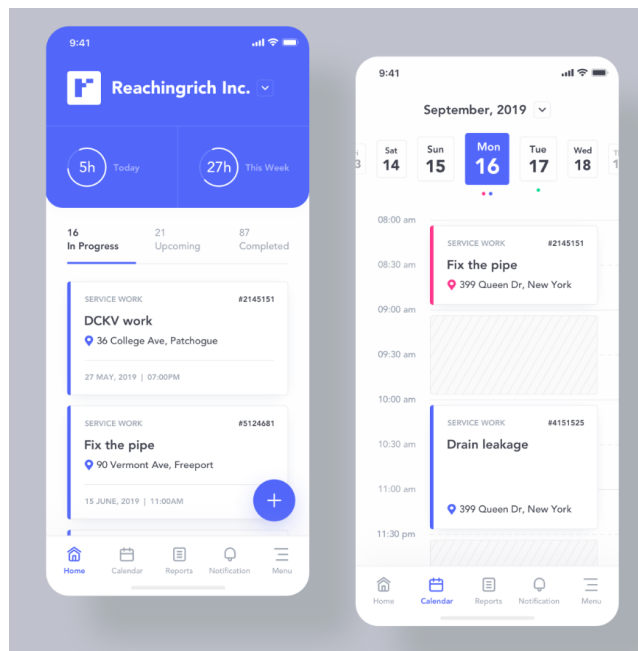 9:41
Reachingrich Inc.
5h Today
27h This Week
16
In Progress
21
Upcoming
87
Completed
SERVICE WORK #2145151
DCKV work
36 College Ave, Patchogue
27 MAY, 2019 | 07:00PM
SERVICE WORK #5124681
Fix the pipe
90 Vermont Ave, Freeport
15 JUNE, 2019 | 11:00AM
+
Home Calendar Reports Notification Menu
9:41
September, 2019
Sat Sun Mon Tue Wed
14 15 16 17 18
08:00 am
SERVICE WORK #2145151
08:30 am
Fix the pipe
399 Queen Dr, New York
09:00 am
09:30 am
10:00 am
SERVICE WORK #4151525
10:30 am
Drain leakage
11:00 am
399 Queen Dr, New York
11:30 pm
Home Calendar Reports Notification Menu